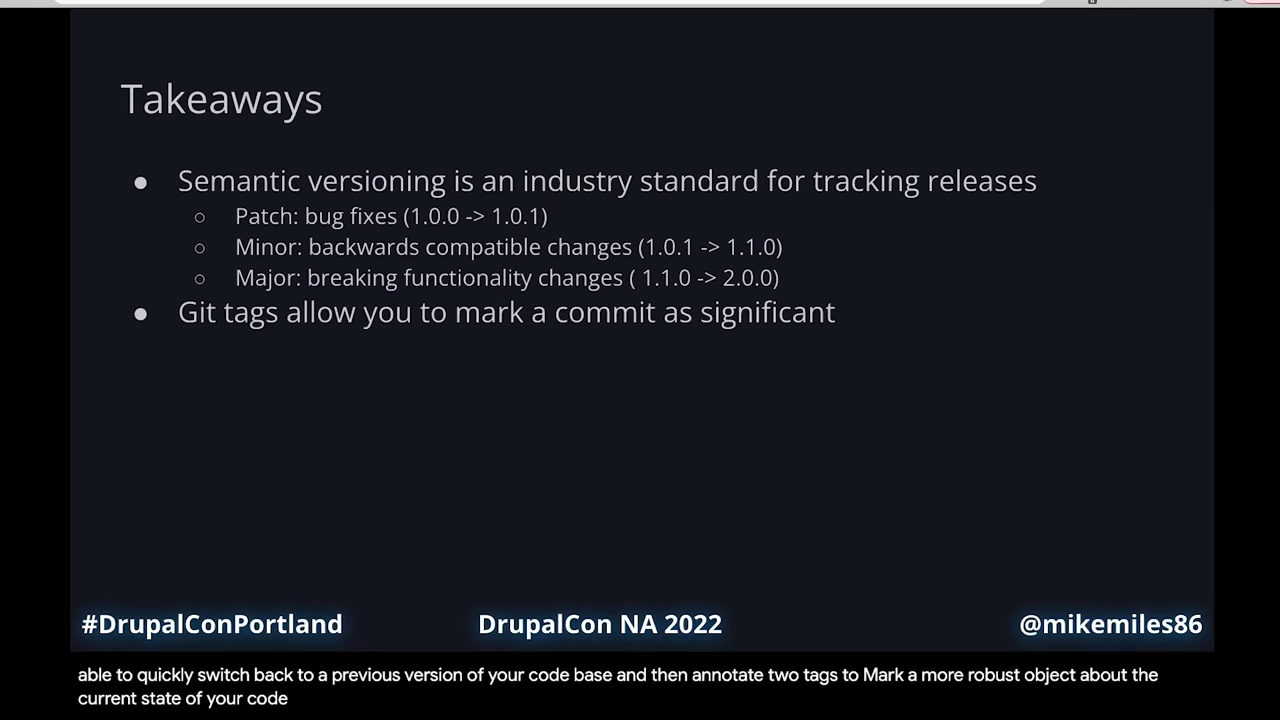 Takeaways
● Semantic versioning is an industry standard for tracking releases
○ Patch: bug fixes (1.0.0 -> 1.0.1)
○ Minor: backwards compatible changes (1.0.1 -> 1.1.0)
○ Major: breaking functionality changes ( 1.1.0 -> 2.0.0)
● Git tags allow you to mark a commit as significant
#DrupalConPortland DrupalCon NA 2022 @mikemiles86
able to quickly switch back to a previous version of your code base and then annotate two tags to Mark a more robust object about the
current state of your code